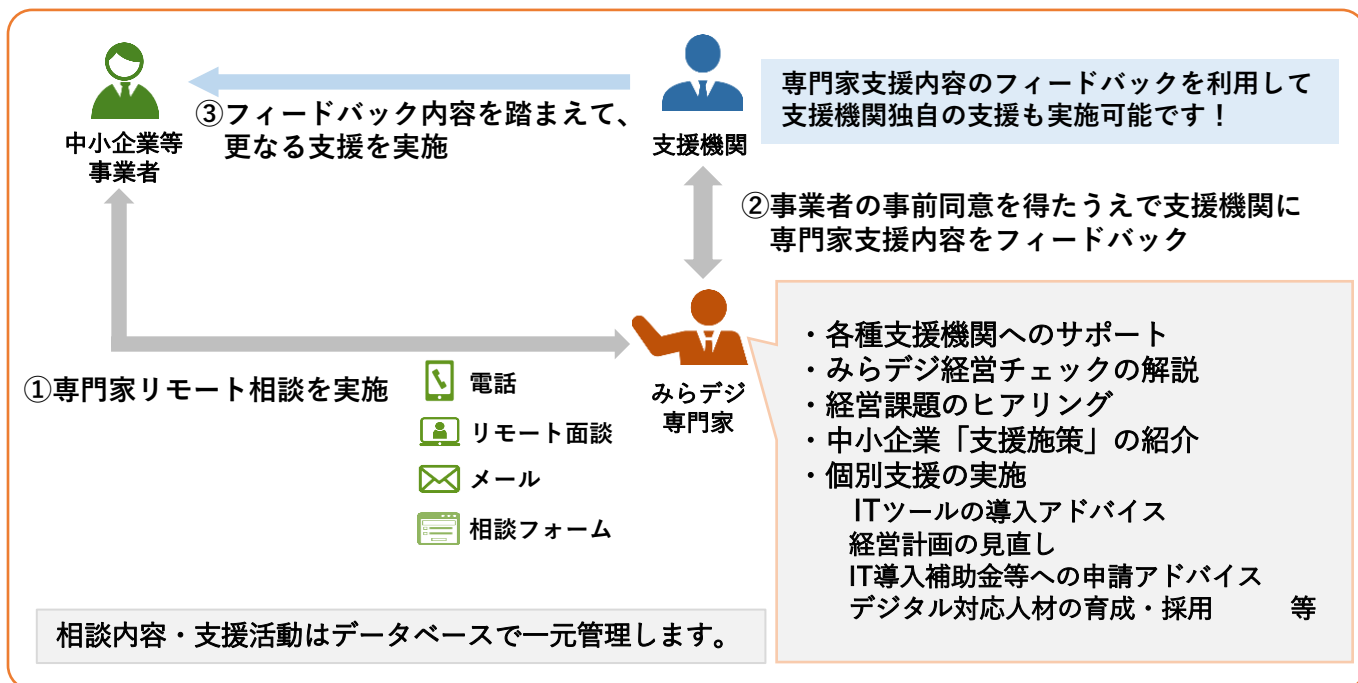 中小企業等
事業者
③フィードバック内容を踏まえて、
更なる支援を実施
支援機関
専門家支援内容のフィードバックを利用して
支援機関独自の支援も実施可能です！
②事業者の事前同意を得たうえで支援機関に
専門家支援内容をフィードバック
①専門家リモート相談を実施
電話
リモート面談
メール
相談フォーム
みらデジ
専門家
・各種支援機関へのサポート
・みらデジ経営チェックの解説
・経営課題のヒアリング
・中小企業「支援施策」の紹介
・個別支援の実施
ITツールの導入アドバイス
経営計画の見直し
IT導入補助金等への申請アドバイス
デジタル対応人材の育成・採用 等
相談内容・支援活動はデータベースで一元管理します。